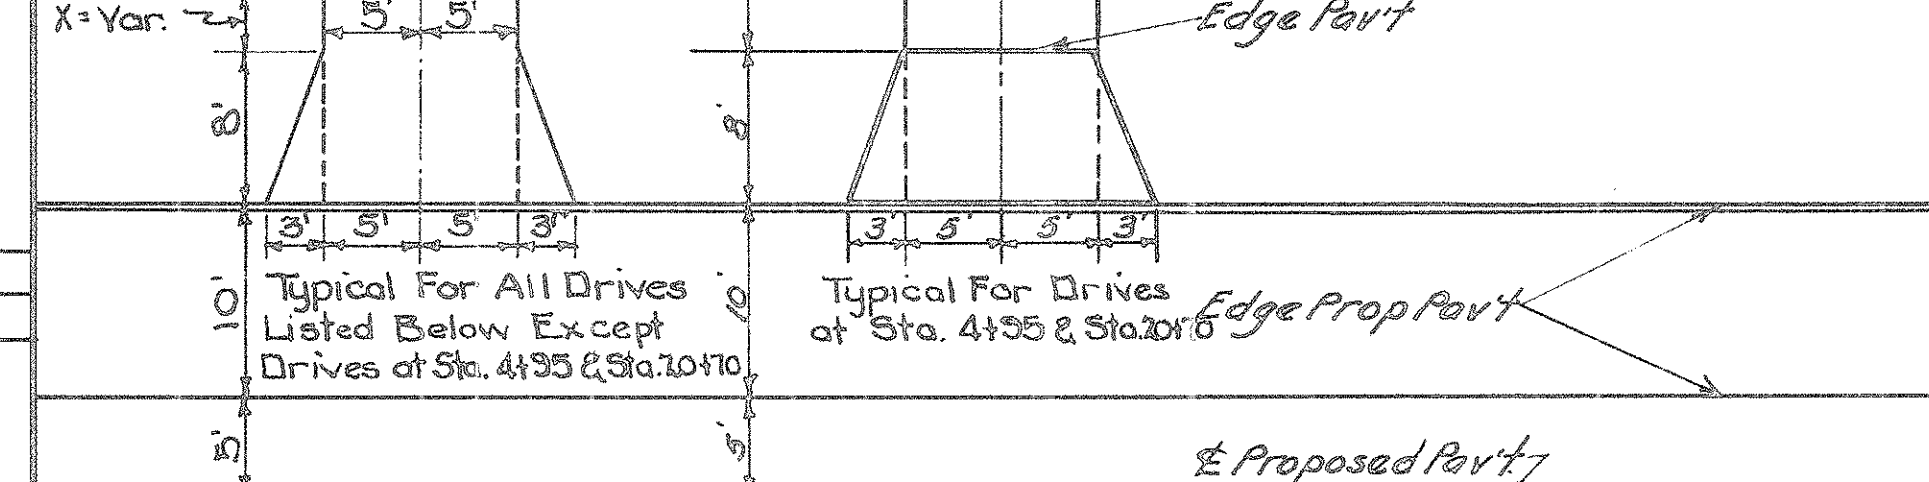 X=Var.
5' 5'
Edge Pav't
8'
8'
3' 5' 5' 3'
3' 5' 5' 3'
10'
Typical For All Drives
Listed Below Except
Drives at Sta. 4+95 & Sta.20+70
10'
Typical For Drives
at Sta. 4+95 & Sta.20+70
Edge Prop Pav't
5'
5'
℄ Proposed Pav't.